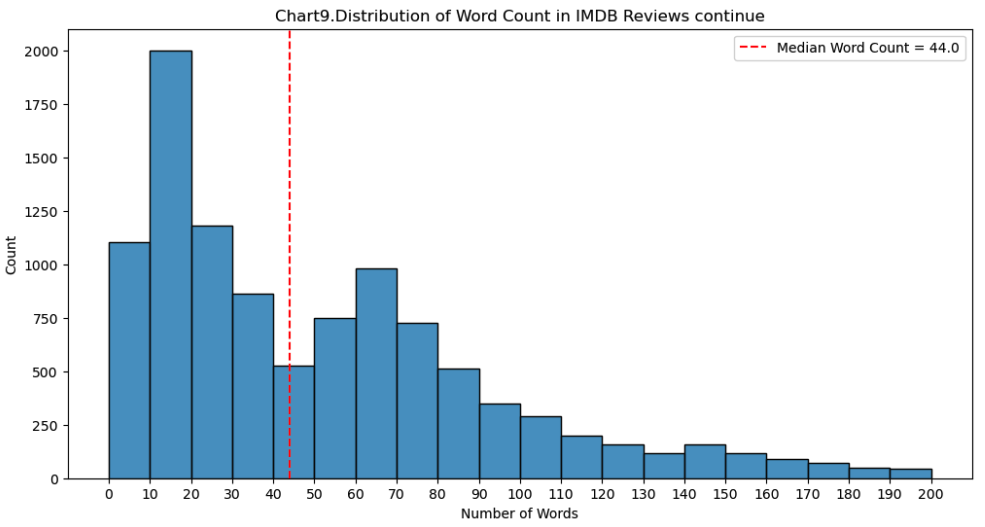 Chart9.Distribution of Word Count in IMDB Reviews continue
Median Word Count = 44.0
2000
1750
1500
1250
1000
750
500
250
0
Count
0 10 20 30 40 50 60 70 80 90 100 110 120 130 140 150 160 170 180 190 200
Number of Words